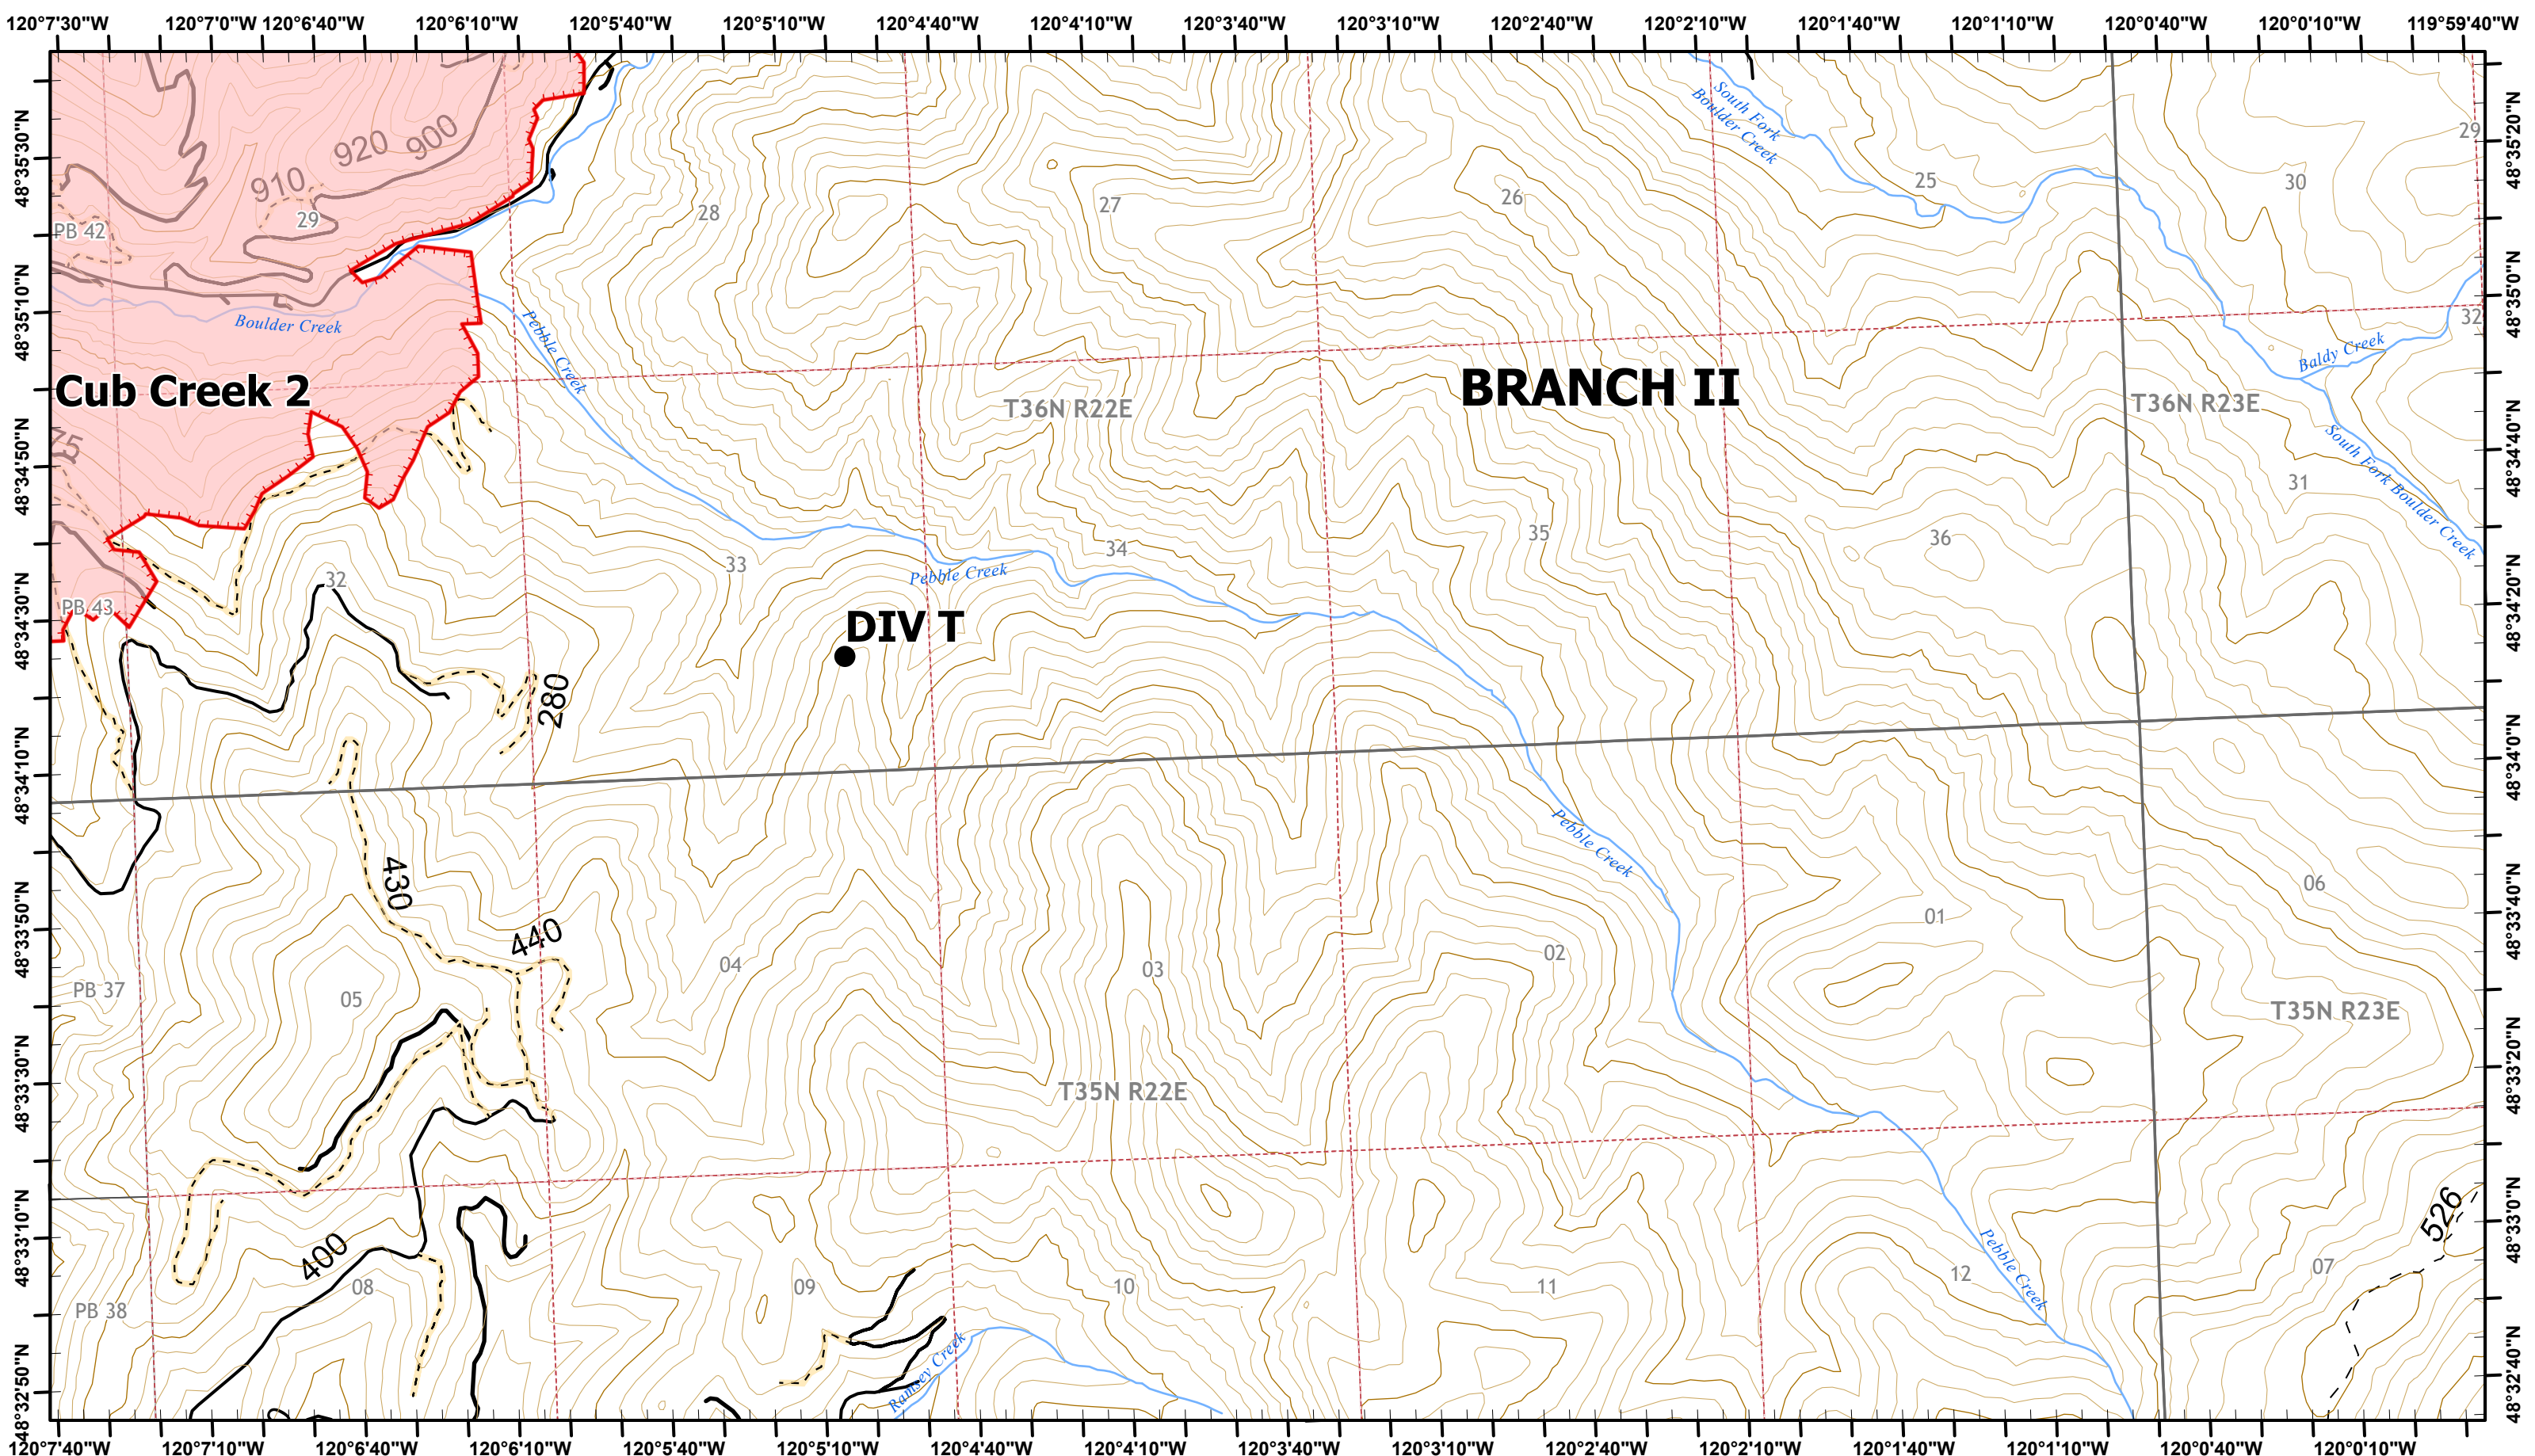 120°7'30"W 120°7'0"W 120°6'40"W 120°6'10"W 120°5'40"W 120°5'10"W 120°4'40"W 120°4'10"W 120°3'40"W 120°3'10"W 120°2'40"W 120°2'10"W 120°1'40"W 120°1'10"W 120°0'40"W 120°0'10"W 119°59'40"W
48°35'30"N
48°35'10"N
48°34'50"N
48°34'30"N
48°34'10"N
48°33'50"N
48°33'30"N
48°33'10"N
48°32'50"N
910 920 900
29
PB 42
28
27
26
South Fork
Boulder Creek
25
30
29
Boulder Creek
Pebble Creek
Baldy Creek
32
Cub Creek 2
BRANCH II
T36N R22E
T36N R23E
75
South Fork Boulder Creek
31
33
34
35
36
32
PB 43
Pebble Creek
DIV T
280
Pebble Creek
430
440
04
03
02
01
06
PB 37
05
T35N R22E
T35N R23E
526
400
08
09
10
11
12
07
PB 38
Pebble Creek
Ramsey Creek
48°35'20"N
48°35'0"N
48°34'40"N
48°34'20"N
48°34'0"N
48°33'40"N
48°33'20"N
48°33'0"N
48°32'40"N
120°7'40"W 120°7'10"W 120°6'40"W 120°6'10"W 120°5'40"W 120°5'10"W 120°4'40"W 120°4'10"W 120°3'40"W 120°3'10"W 120°2'40"W 120°2'10"W 120°1'40"W 120°1'10"W 120°0'40"W 120°0'10"W